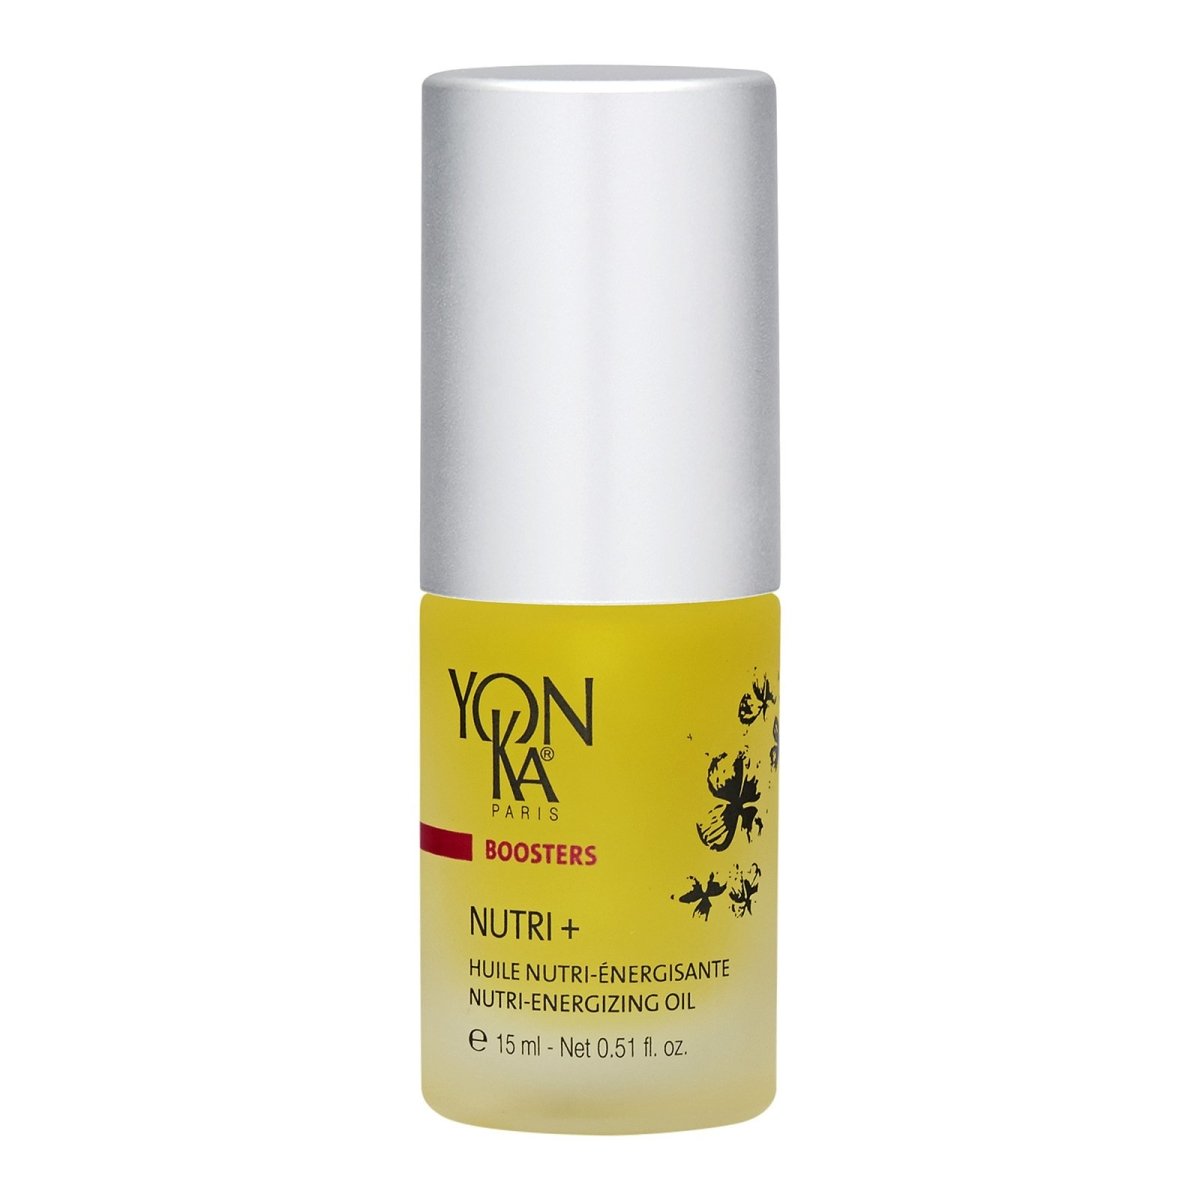 YON
KA®
PARIS
BOOSTERS
NUTRI +
HUILE NUTRI-ÉNERGISANTE
NUTRI-ENERGIZING OIL
℮ 15 ml - Net 0.51 fl. oz.